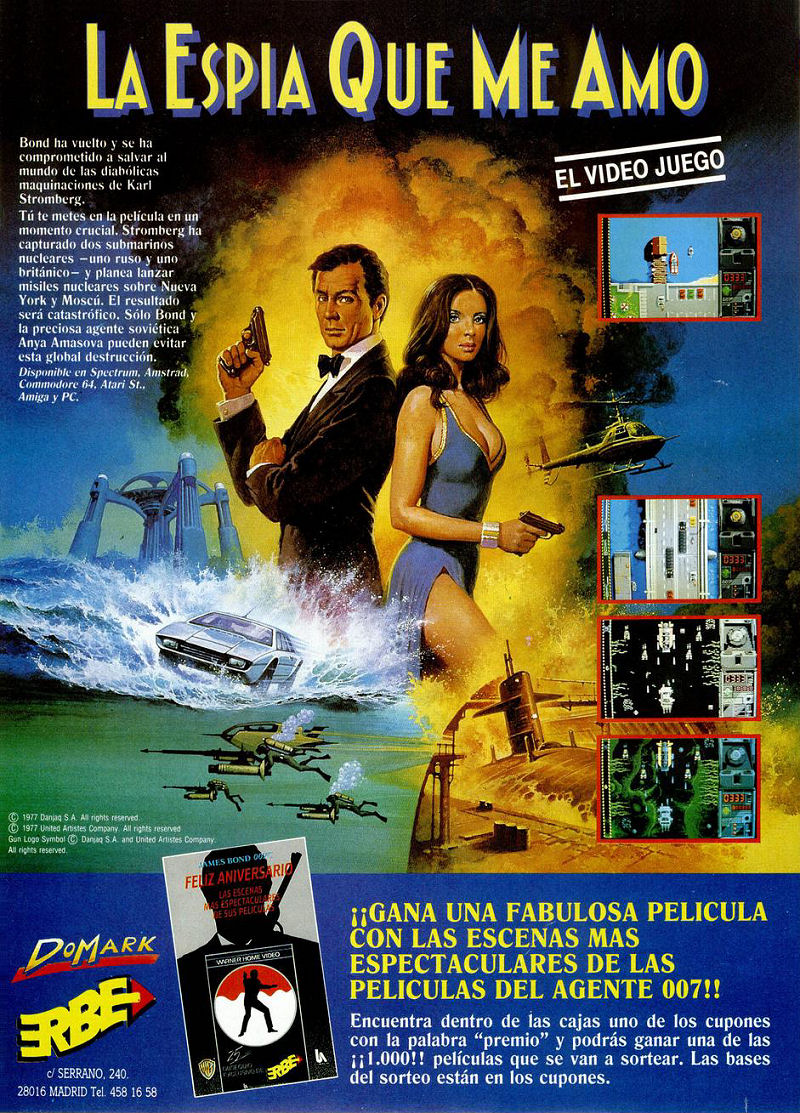 LA ESPIA QUE ME AMO
EL VIDEO JUEGO
Bond ha vuelto y se ha
comprometido a salvar al
mundo de las diabólicas
maquinaciones de Karl
Stromberg.
Tú te metes en la película en un
momento crucial. Stromberg ha
capturado dos submarinos
nucleares —uno ruso y uno
británico— y planea lanzar
misiles nucleares sobre Nueva
York y Moscú. El resultado
será catastrófico. Sólo Bond y
la preciosa agente soviética
Anya Amasova pueden evitar
esta global destrucción.
Disponible en Spectrum, Amstrad,
Commodore 64, Atari St.,
Amiga y PC.
© 1977 Danjaq S.A. All rights reserved.
© 1977 United Artistes Company. All rights reserved
Gun Logo Symbol © Danjaq S.A. and United Artistes Company.
All rights reserved.
JAMES BOND 007
FELIZ ANIVERSARIO
LAS ESCENAS
MAS ESPECTACULARES
DE SUS PELICULAS
WARNER HOME VIDEO
25
ERBE
DOMARK
ERBE
c/ SERRANO, 240.
28016 MADRID Tel. 458 16 58
¡¡GANA UNA FABULOSA PELICULA
CON LAS ESCENAS MAS
ESPECTACULARES DE LAS
PELICULAS DEL AGENTE 007!!
Encuentra dentro de las cajas uno de los cupones
con la palabra “premio” y podrás ganar una de las
¡¡1.000!! películas que se van a sortear. Las bases
del sorteo están en los cupones.